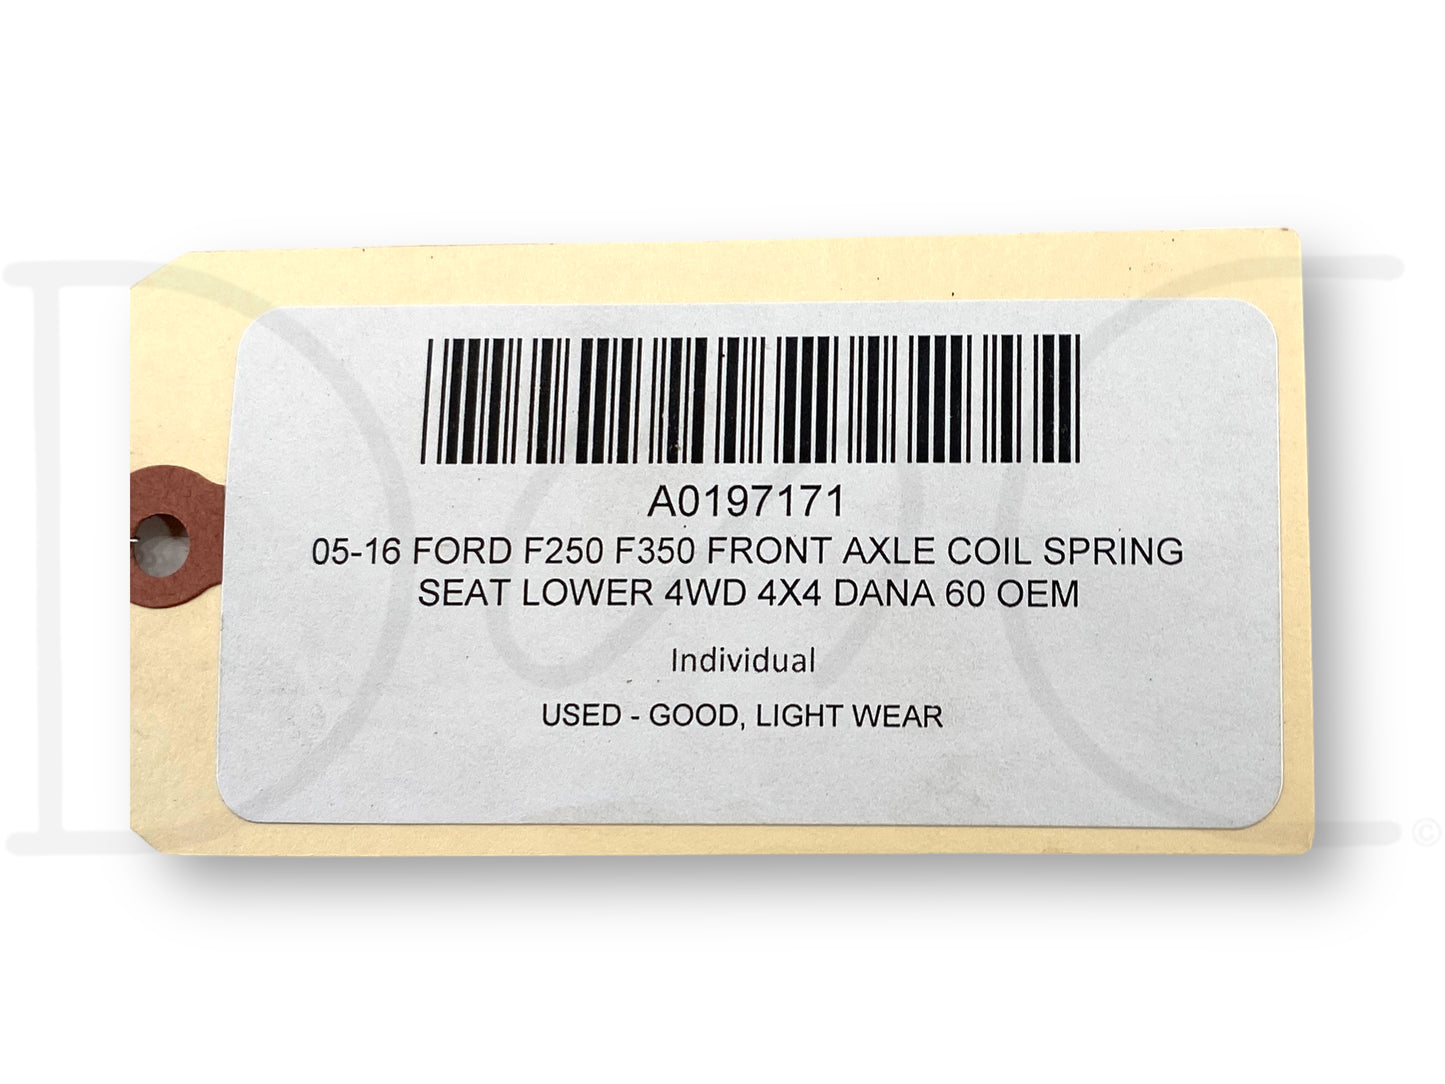 A0197171
05-16 FORD F250 F350 FRONT AXLE COIL SPRING
SEAT LOWER 4WD 4X4 DANA 60 OEM
Individual
USED - GOOD, LIGHT WEAR
©